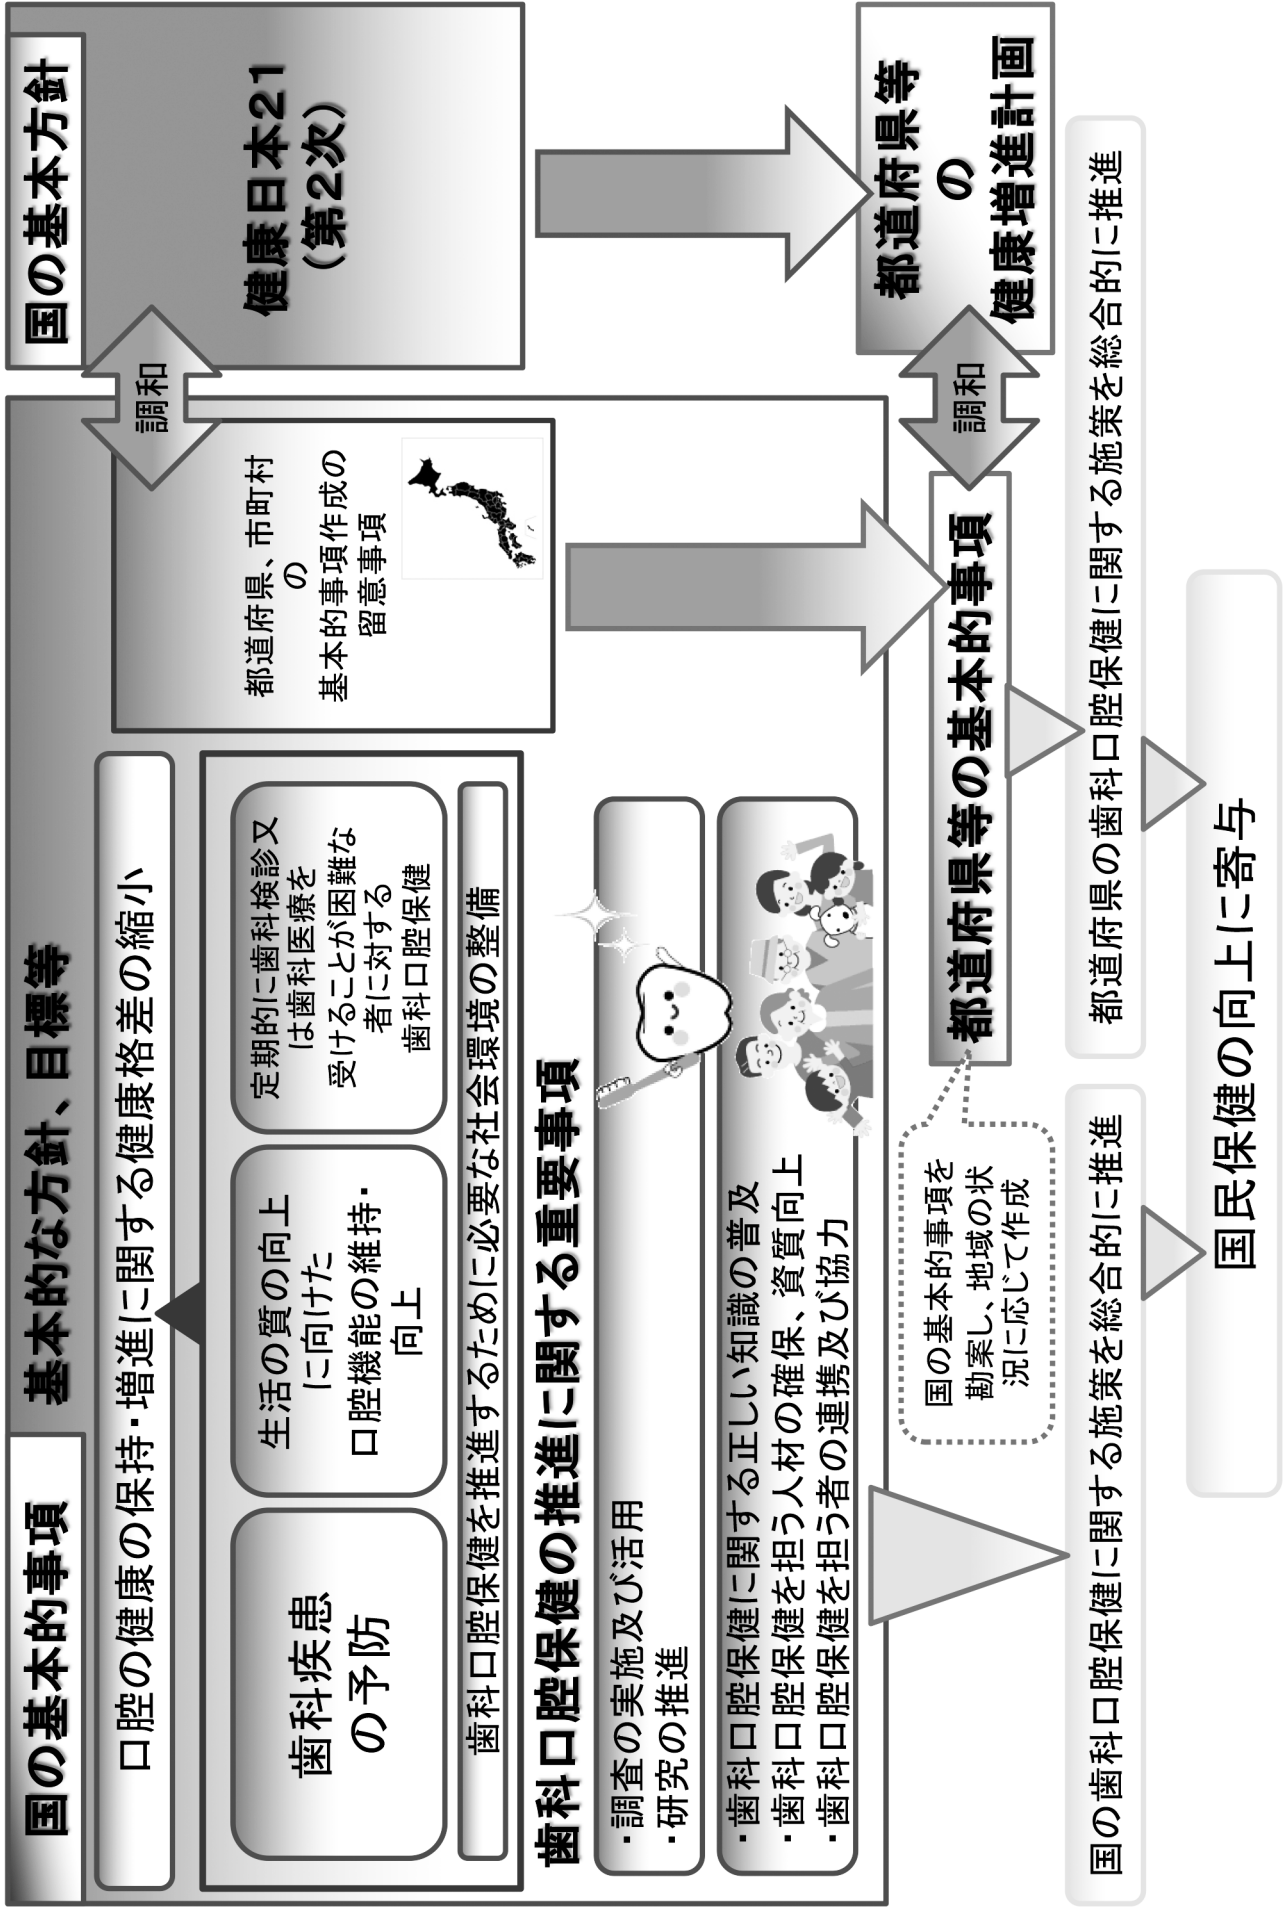 国の基本的事項
基本的な方針、目標等
口腔の健康の保持・増進に関する健康格差の縮小
歯科疾患
の予防
生活の質の向上
に向けた
口腔機能の維持・
向上
定期的に歯科検診又
は歯科医療を
受けることが困難な
者に対する
歯科口腔保健
歯科口腔保健を推進するために必要な社会環境の整備
都道府県、市町村
の
基本的事項作成の
留意事項
調和
国の基本方針
健康日本21
（第2次）
歯科口腔保健の推進に関する重要事項
・調査の実施及び活用
・研究の推進
・歯科口腔保健に関する正しい知識の普及
・歯科口腔保健を担う人材の確保、資質向上
・歯科口腔保健を担う者の連携及び協力
国の基本的事項を
勘案し、地域の状
況に応じて作成
都道府県等の基本的事項
調和
都道府県等
の
健康増進計画
国の歯科口腔保健に関する施策を総合的に推進
都道府県の歯科口腔保健に関する施策を総合的に推進
国民保健の向上に寄与